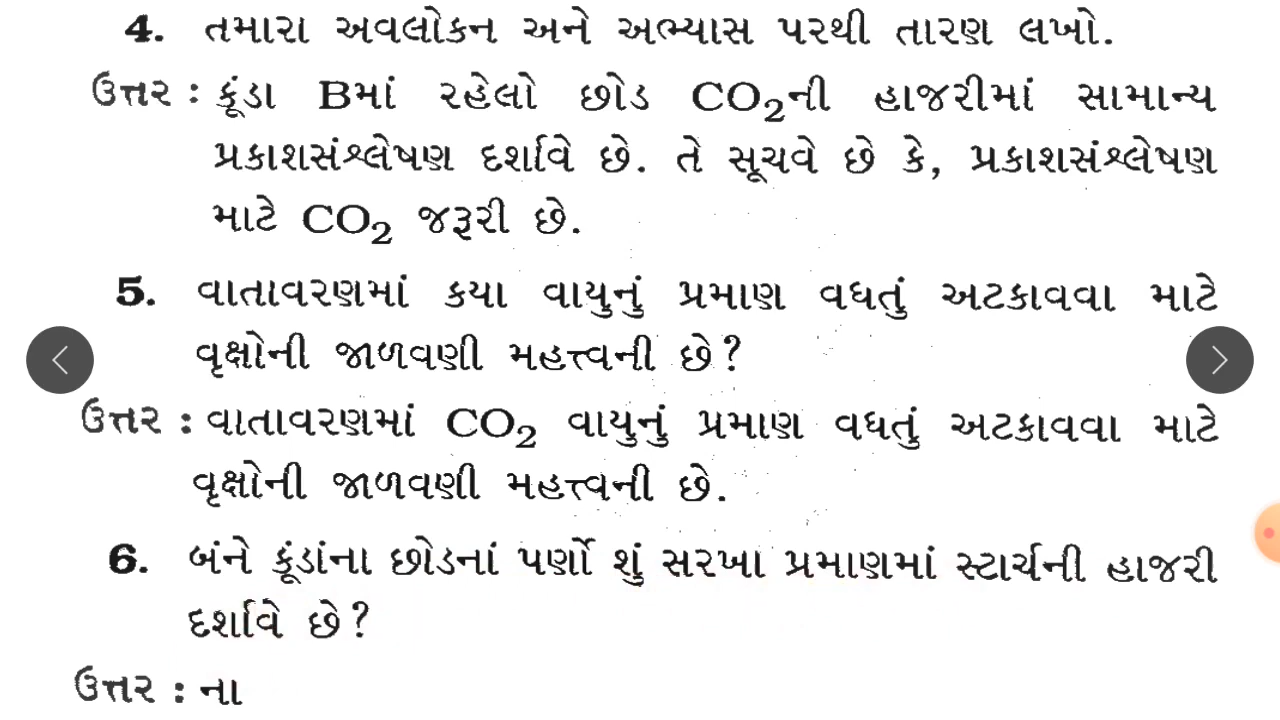 4. તમારા અવલોકન અને અભ્યાસ પરથી તારણ લખો.
ઉત્તર : કૂંડા Bમાં રહેલો છોડ CO₂ની હાજરીમાં સામાન્ય
પ્રકાશસંશ્લેષણ દર્શાવે છે. તે સૂચવે છે કે, પ્રકાશસંશ્લેષણ
માટે CO₂ જરૂરી છે.
5. વાતાવરણમાં કયા વાયુનું પ્રમાણ વધતું અટકાવવા માટે
વૃક્ષોની જાળવણી મહત્ત્વની છે?
ઉત્તર : વાતાવરણમાં CO₂ વાયુનું પ્રમાણ વધતું અટકાવવા માટે
વૃક્ષોની જાળવણી મહત્ત્વની છે.
6. બંને કૂંડાંના છોડનાં પર્ણો શું સરખા પ્રમાણમાં સ્ટાર્ચની હાજરી
દર્શાવે છે?
ઉત્તર : ના